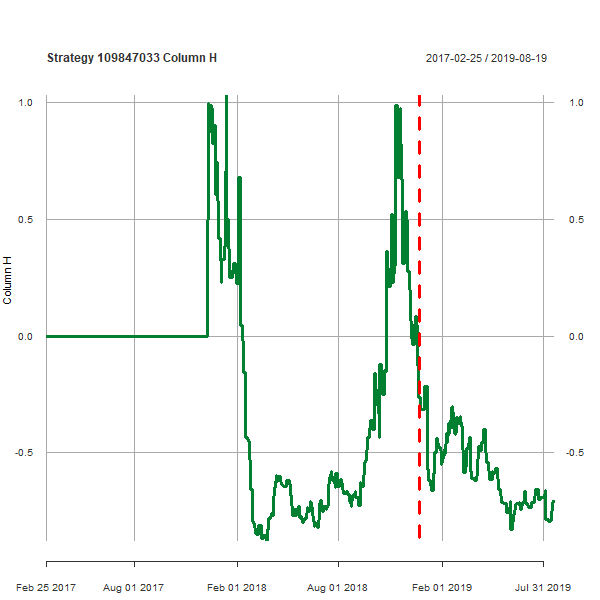 Strategy 109847033 Column H
2017-02-25 / 2019-08-19
1.0
1.0
0.5
0.5
0.0
0.0
-0.5
-0.5
Column H
Feb 25 2017
Aug 01 2017
Feb 01 2018
Aug 01 2018
Feb 01 2019
Jul 31 2019